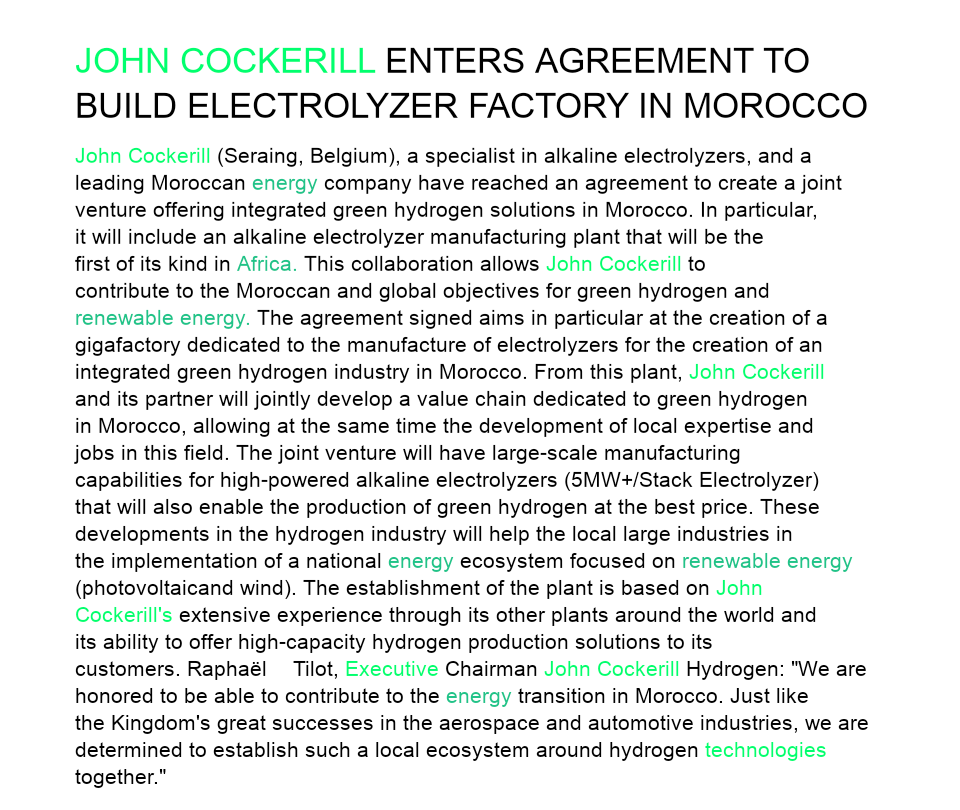 JOHN COCKERILL ENTERS AGREEMENT TO
BUILD ELECTROLYZER FACTORY IN MOROCCO
John Cockerill (Seraing, Belgium), a specialist in alkaline electrolyzers, and a
leading Moroccan energy company have reached an agreement to create a joint
venture offering integrated green hydrogen solutions in Morocco. In particular,
it will include an alkaline electrolyzer manufacturing plant that will be the
first of its kind in Africa. This collaboration allows John Cockerill to
contribute to the Moroccan and global objectives for green hydrogen and
renewable energy. The agreement signed aims in particular at the creation of a
gigafactory dedicated to the manufacture of electrolyzers for the creation of an
integrated green hydrogen industry in Morocco. From this plant, John Cockerill
and its partner will jointly develop a value chain dedicated to green hydrogen
in Morocco, allowing at the same time the development of local expertise and
jobs in this field. The joint venture will have large-scale manufacturing
capabilities for high-powered alkaline electrolyzers (5MW+/Stack Electrolyzer)
that will also enable the production of green hydrogen at the best price. These
developments in the hydrogen industry will help the local large industries in
the implementation of a national energy ecosystem focused on renewable energy
(photovoltaicand wind). The establishment of the plant is based on John
Cockerill's extensive experience through its other plants around the world and
its ability to offer high-capacity hydrogen production solutions to its
customers. Raphaël Tilot, Executive Chairman John Cockerill Hydrogen: "We are
honored to be able to contribute to the energy transition in Morocco. Just like
the Kingdom's great successes in the aerospace and automotive industries, we are
determined to establish such a local ecosystem around hydrogen technologies
together."